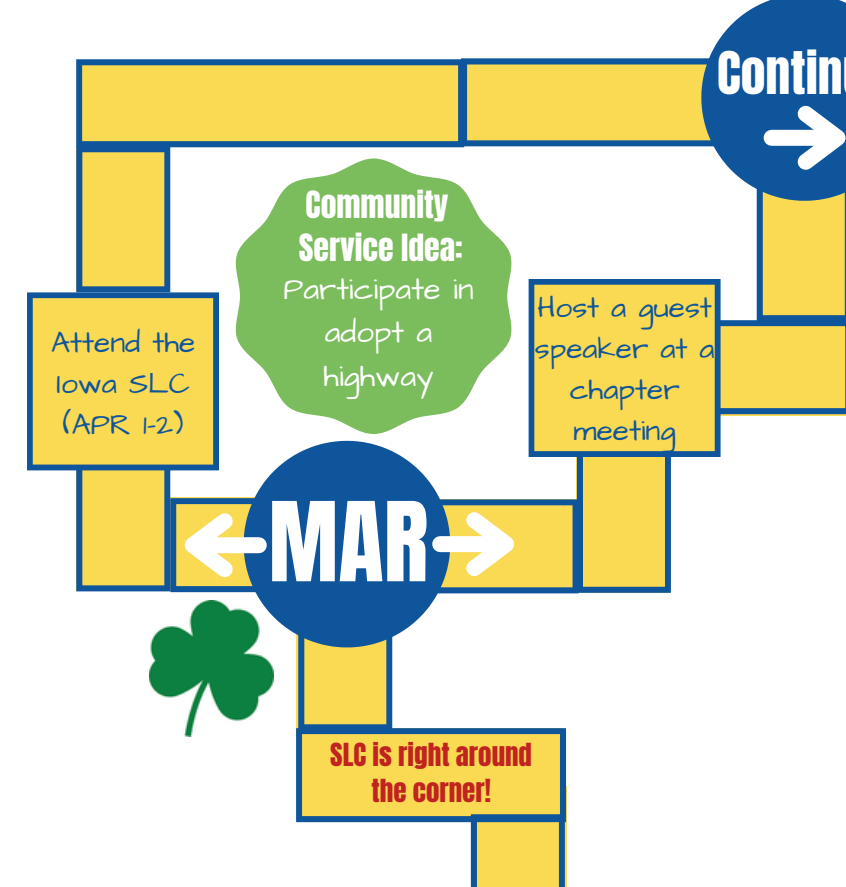 Community
Service Idea:
Participate in
adopt a
highway
Host a guest
speaker at a
chapter
meeting
Attend the
Iowa SLC
(APR 1-2)
MAR
SLC is right around
the corner!